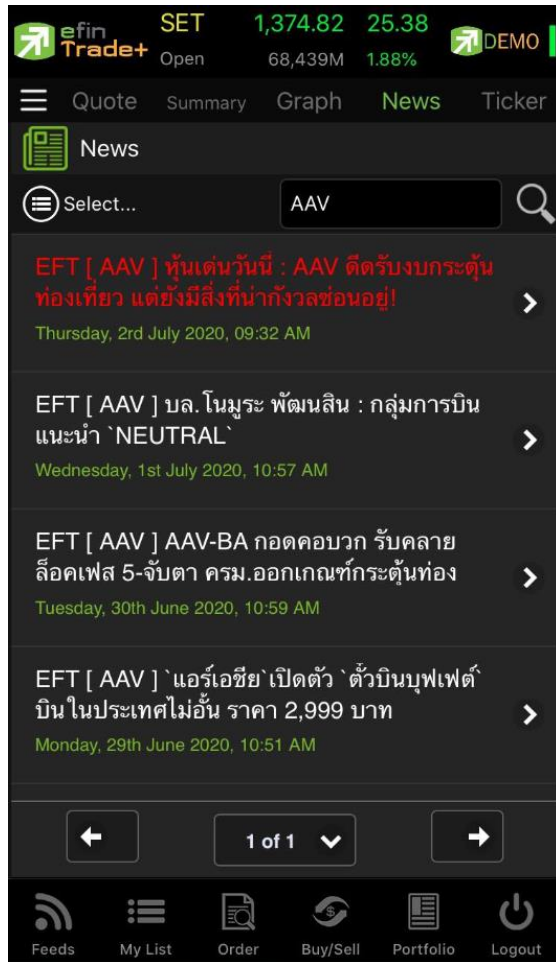 efin
Trade+
SET 1,374.82 25.38
Open 68,439M 1.88%
DEMO
Quote Summary Graph News Ticker
News
Select... AAV
EFT [ AAV ] หุ้นเด่นวันนี้ : AAV ดีดรับงบกระตุ้น
ท่องเที่ยว แต่ยังมีสิ่งที่น่ากังวลซ่อนอยู่!
Thursday, 2rd July 2020, 09:32 AM
EFT [ AAV ] บล.โนมูระ พัฒนสิน : กลุ่มการบิน
แนะนำ `NEUTRAL`
Wednesday, 1st July 2020, 10:57 AM
EFT [ AAV ] AAV-BA กอดคอบวก รับคลาย
ล็อคเฟส 5-จับตา ครม.ออกเกณฑ์กระตุ้นท่อง
Tuesday, 30th June 2020, 10:59 AM
EFT [ AAV ] `แอร์เอชีย`เปิดตัว `ตั๋วบินบุฟเฟต์`
บินในประเทศไม่อั้น ราคา 2,999 บาท
Monday, 29th June 2020, 10:51 AM
1 of 1
Feeds My List Order Buy/Sell Portfolio Logout